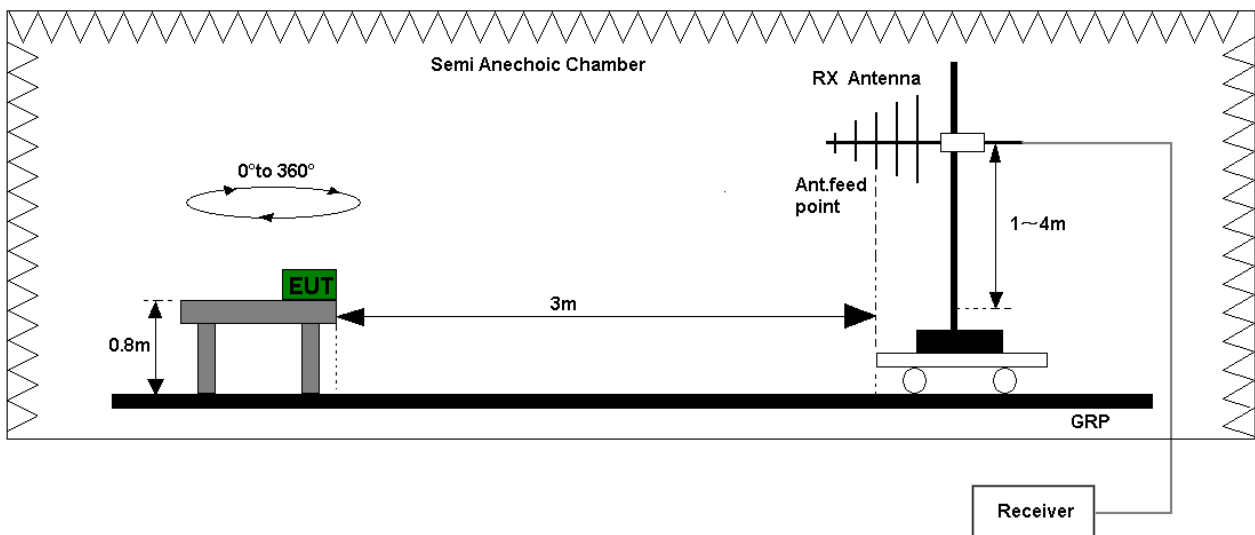 Semi Anechoic Chamber
RX Antenna
0°to 360°
Ant.feed
point
1～4m
EUT
3m
0.8m
GRP
Receiver